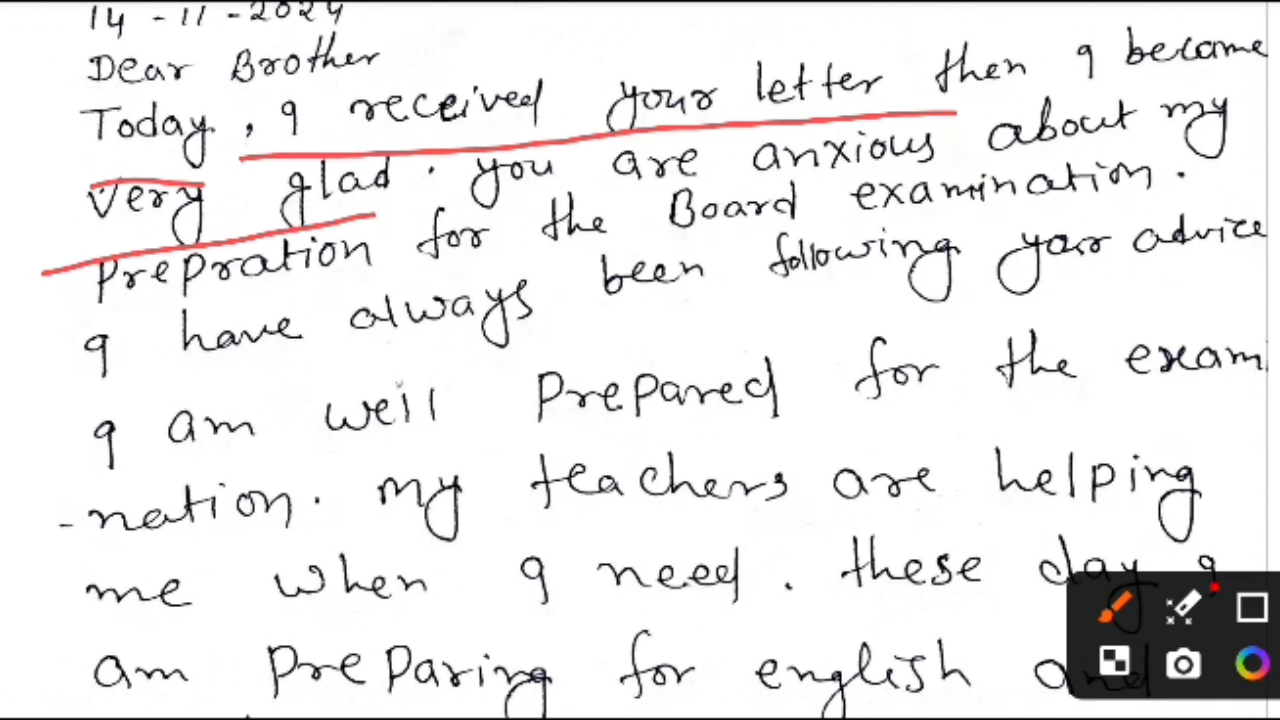 14 - 11 - 2024
Dear Brother
Today, I received your letter then I became
very glad. you are anxious about my
Prepration for the Board examination.
I have always been following your advice
I am well Prepared for the exam
-nation. my teachers are helping
me when I need. these day I
am Preparing for english and